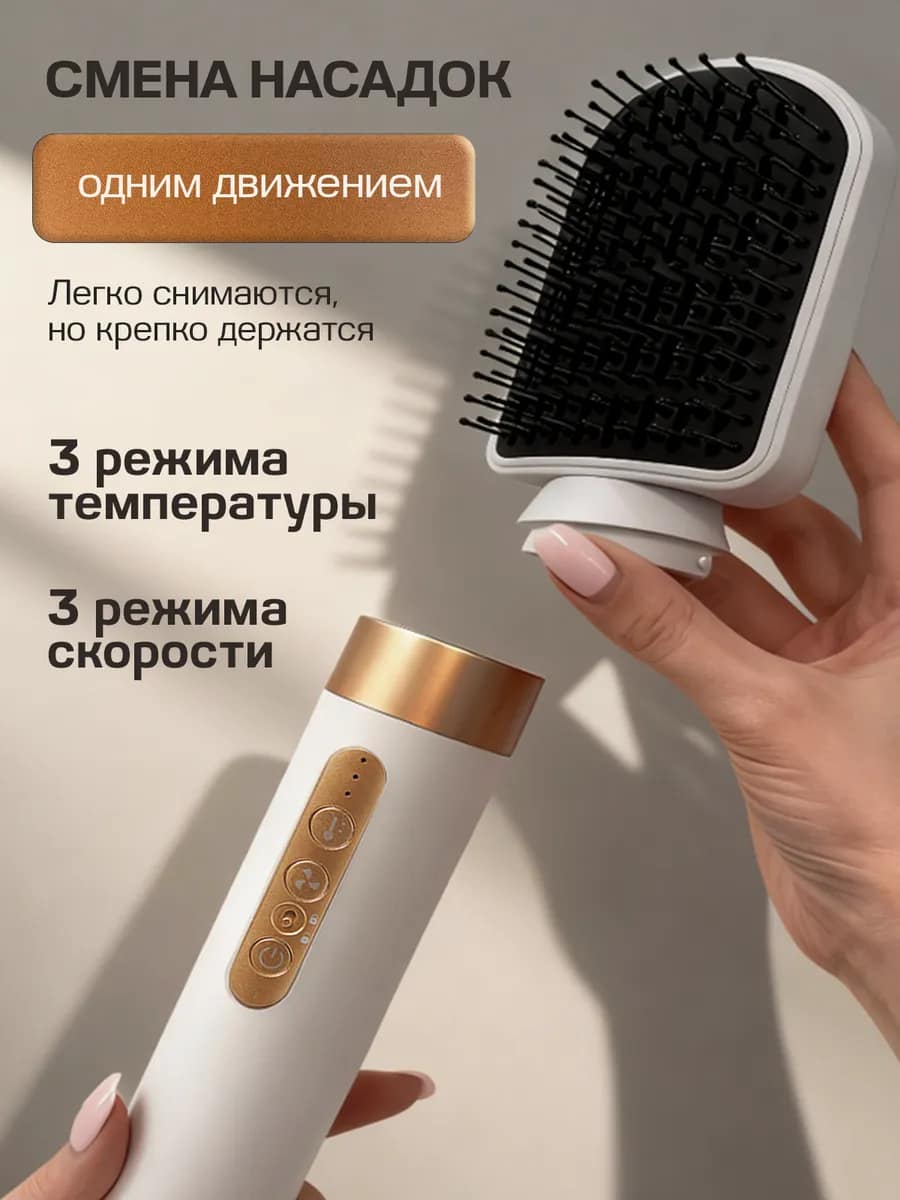 СМЕНА НАСАДОК
одним движением
Легко снимаются,
но крепко держатся
3 режима
температуры
3 режима
скорости